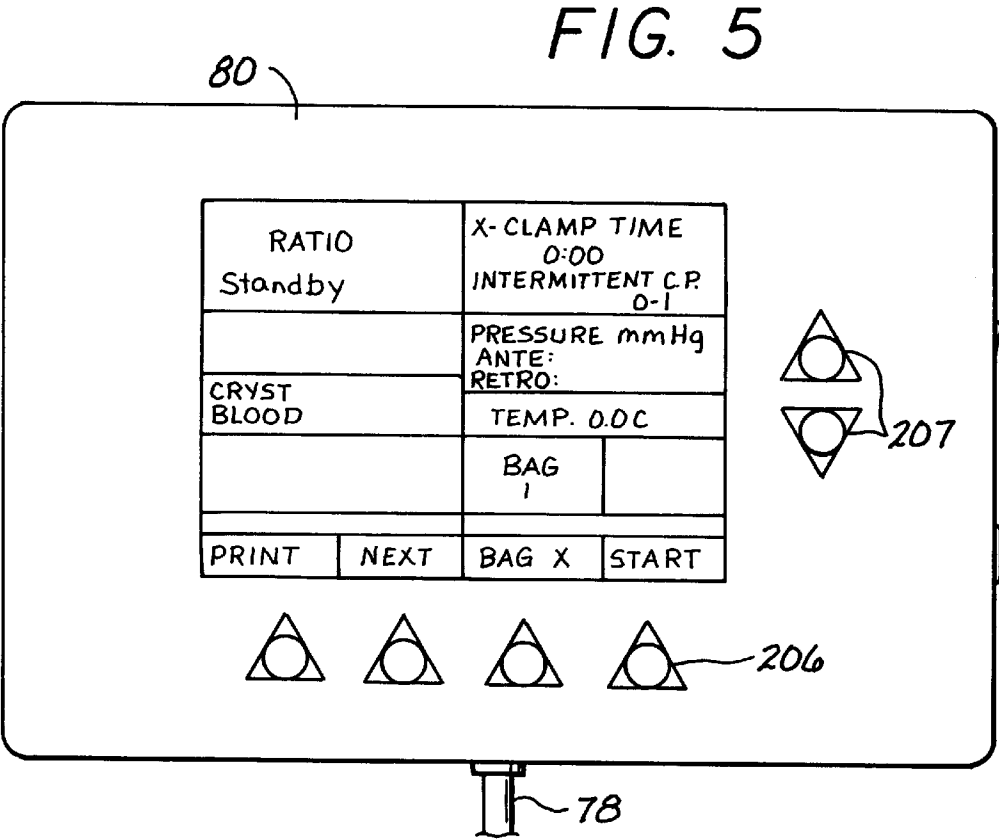 FIG. 5
80
RATIO
Standby
X-CLAMP TIME
0:00
INTERMITTENT C.P.
0-1
PRESSURE mmHg
ANTE:
RETRO:
CRYST
BLOOD
TEMP. 0.0C
BAG
1
PRINT
NEXT
BAG X
START
207
206
78